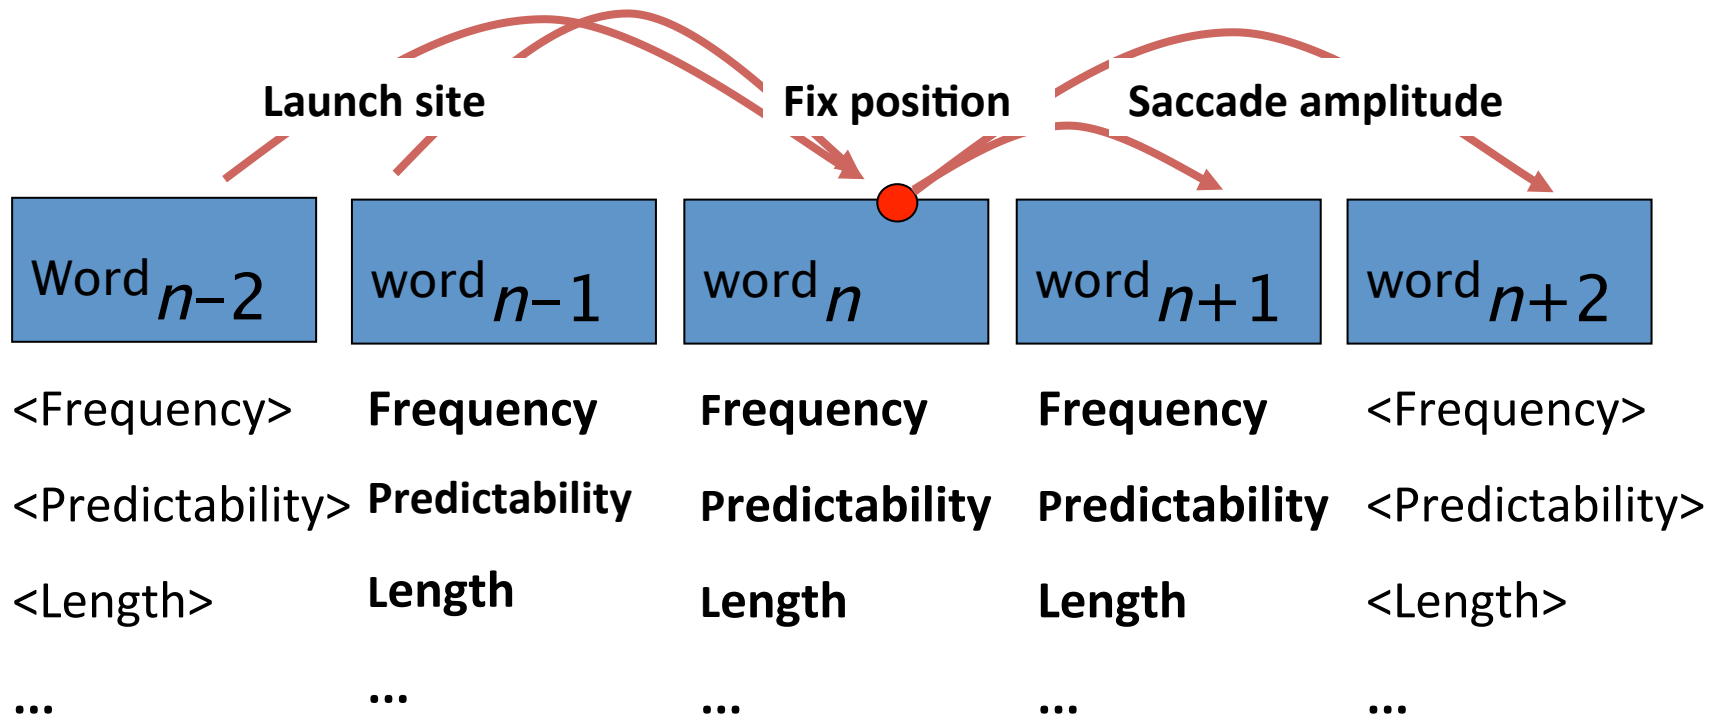 Launch site Fix position Saccade amplitude
Word n–2 word n–1 word n word n+1 word n+2
<Frequency> Frequency Frequency Frequency <Frequency>
<Predictability> Predictability Predictability Predictability <Predictability>
<Length> Length Length Length <Length>
... ... ... ... ...